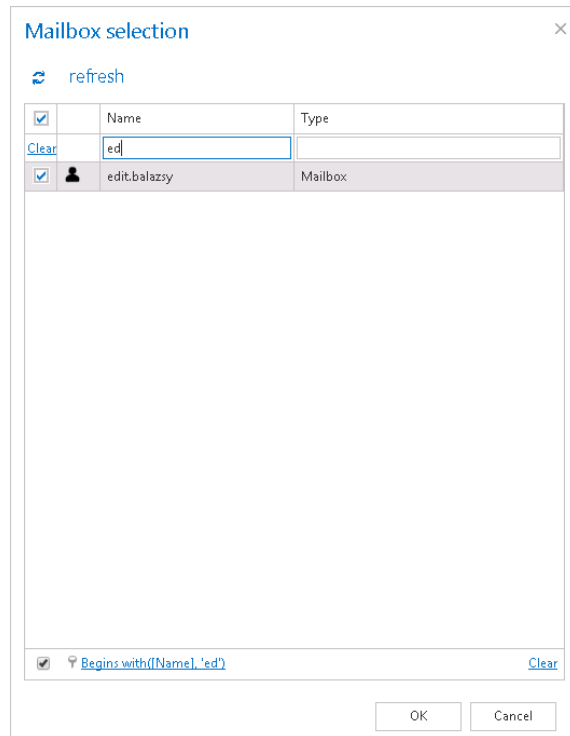 Mailbox selection
refresh
Name Type
Clear ed
edit.balazsy Mailbox
Begins with([Name], 'ed') Clear
OK Cancel